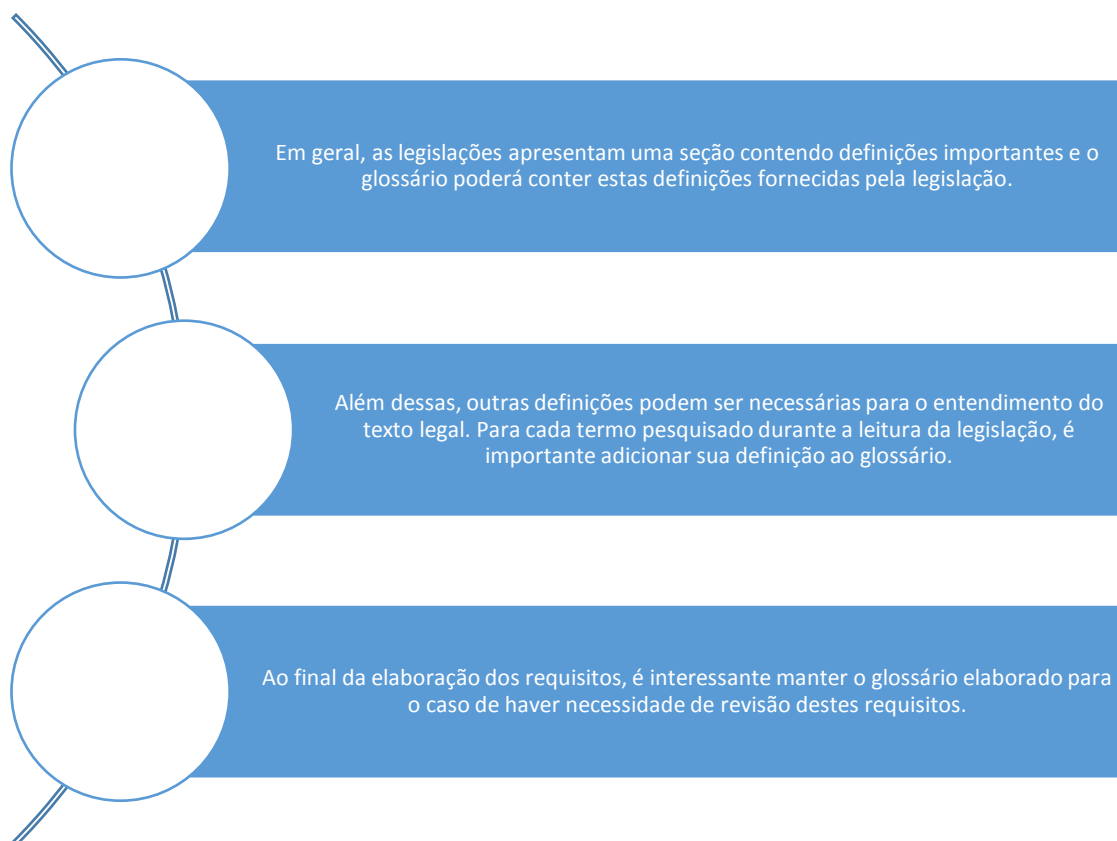 Em geral, as legislações apresentam uma seção contendo definições importantes e o
glossário poderá conter estas definições fornecidas pela legislação.
Além dessas, outras definições podem ser necessárias para o entendimento do
texto legal. Para cada termo pesquisado durante a leitura da legislação, é
importante adicionar sua definição ao glossário.
Ao final da elaboração dos requisitos, é interessante manter o glossário elaborado para
o caso de haver necessidade de revisão destes requisitos.